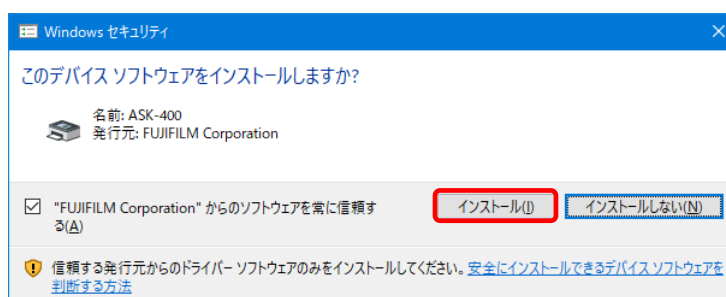 Windows セキュリティ
このデバイス ソフトウェアをインストールしますか?
名前: ASK-400
発行元: FUJIFILM Corporation
"FUJIFILM Corporation" からのソフトウェアを常に信頼す
る(A)
インストール(I)
インストールしない(N)
信頼する発行元からのドライバー ソフトウェアのみをインストールしてください。安全にインストールできるデバイス ソフトウェアを
判断する方法